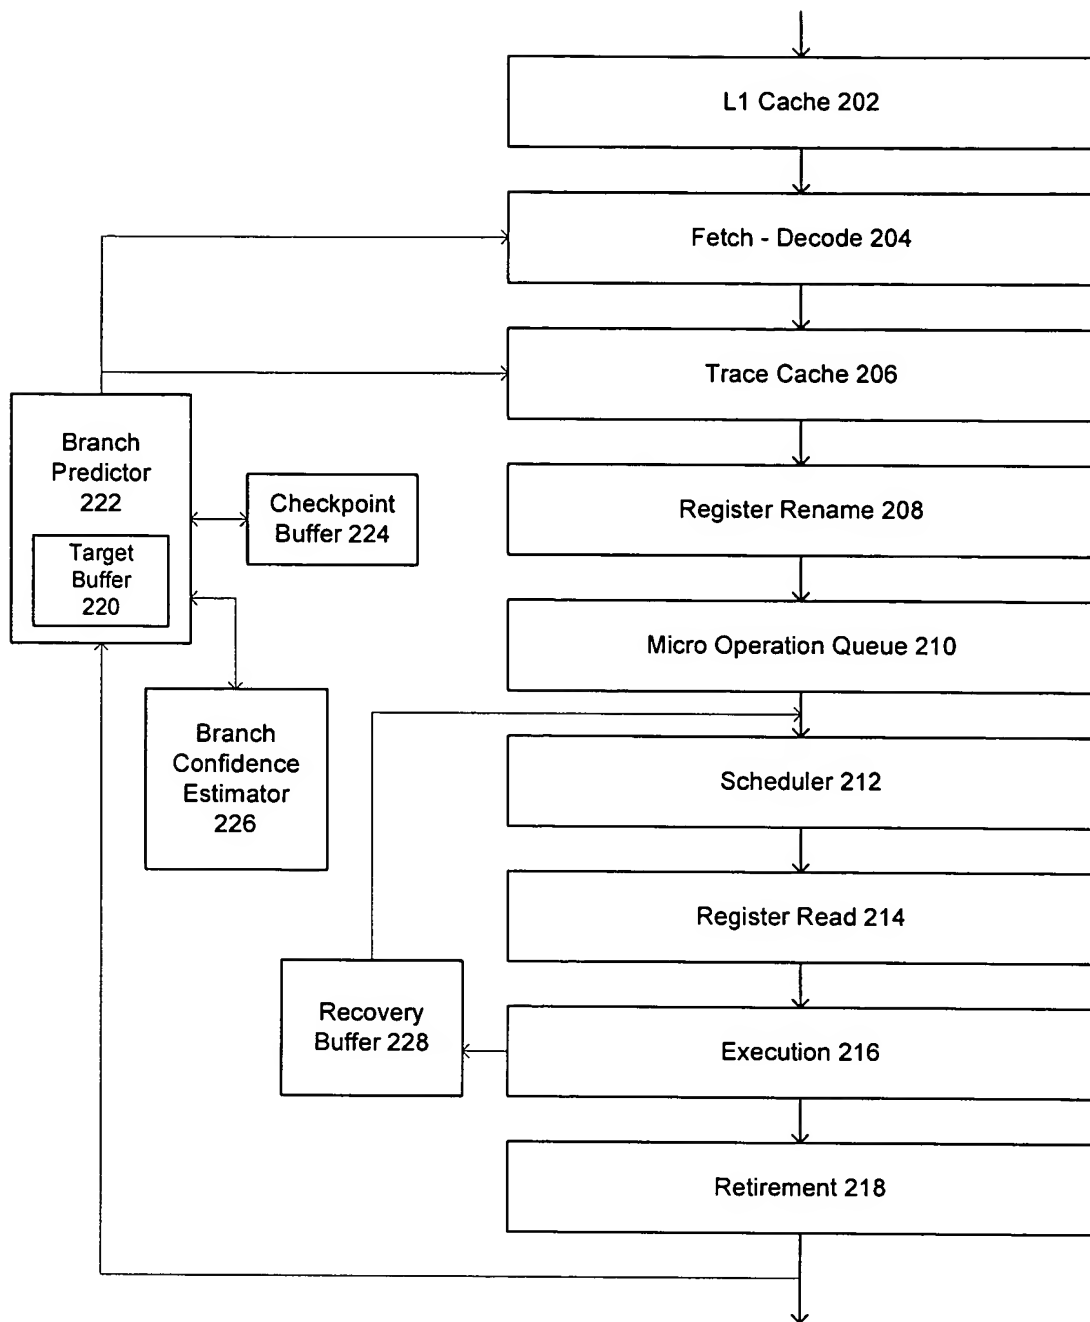 L1 Cache 202
Fetch - Decode 204
Trace Cache 206
Branch
Predictor
222
Target
Buffer
220
Checkpoint
Buffer 224
Register Rename 208
Micro Operation Queue 210
Branch
Confidence
Estimator
226
Scheduler 212
Register Read 214
Recovery
Buffer 228
Execution 216
Retirement 218